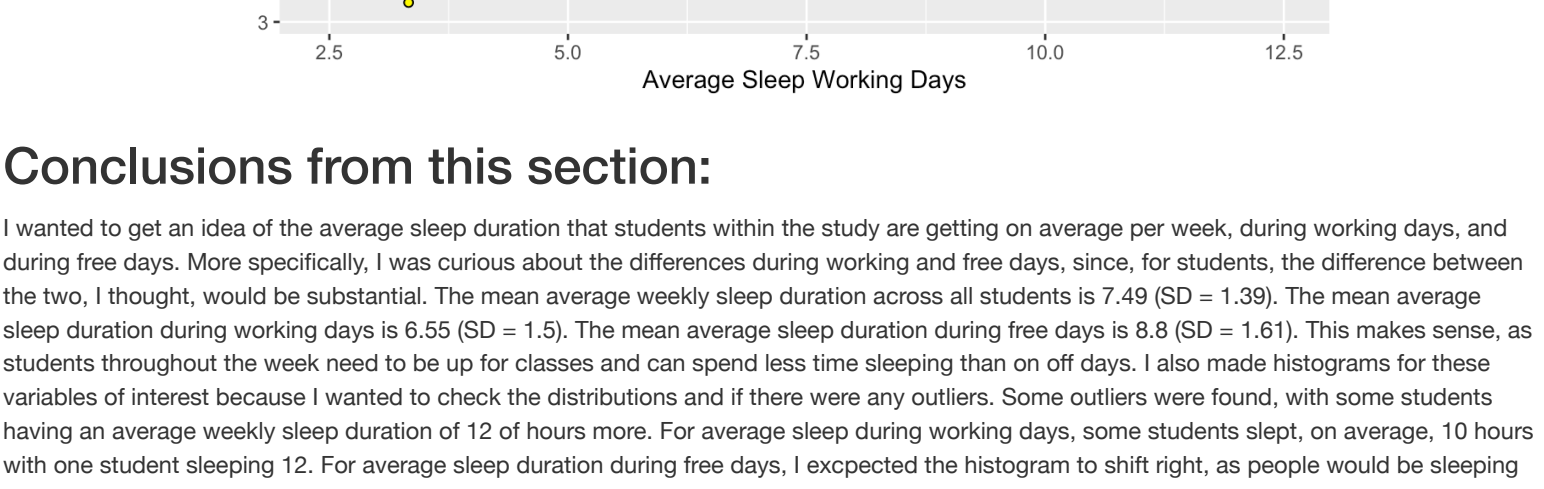 3
2.5 5.0 7.5 10.0 12.5
Average Sleep Working Days
Conclusions from this section:
I wanted to get an idea of the average sleep duration that students within the study are getting on average per week, during working days, and
during free days. More specifically, I was curious about the differences during working and free days, since, for students, the difference between
the two, I thought, would be substantial. The mean average weekly sleep duration across all students is 7.49 (SD = 1.39). The mean average
sleep duration during working days is 6.55 (SD = 1.5). The mean average sleep duration during free days is 8.8 (SD = 1.61). This makes sense, as
students throughout the week need to be up for classes and can spend less time sleeping than on off days. I also made histograms for these
variables of interest because I wanted to check the distributions and if there were any outliers. Some outliers were found, with some students
having an average weekly sleep duration of 12 of hours more. For average sleep during working days, some students slept, on average, 10 hours
with one student sleeping 12. For average sleep duration during free days, I excpected the histogram to shift right, as people would be sleeping